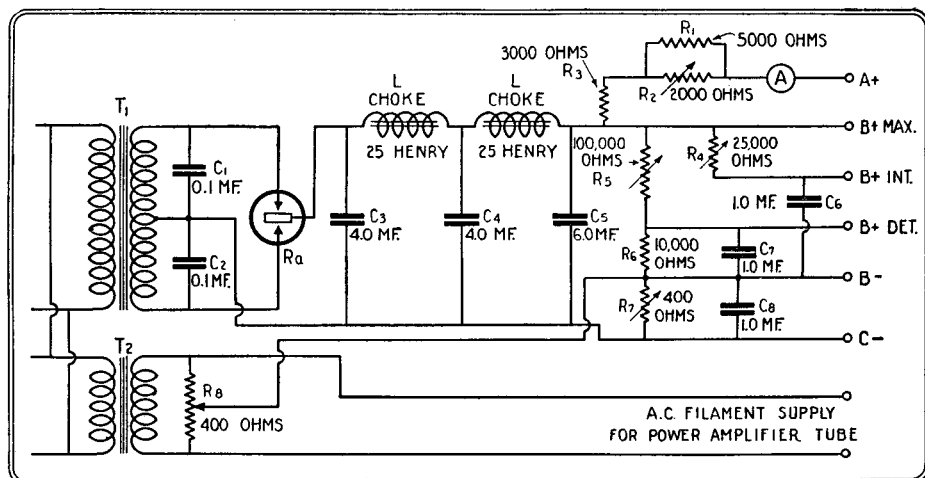 R1
5000 OHMS
3000 OHMS
R3
R2
2000 OHMS
A
A+
L
CHOKE
25 HENRY
L
CHOKE
25 HENRY
B+ MAX.
T1
C1
0.1 MF.
C2
0.1 MF.
Ra
C3
4.0 MF.
C4
4.0 MF.
C5
6.0 MF.
100,000
OHMS
R5
R4
25,000
OHMS
B+ INT.
1.0 MF.
C6
B+ DET.
R6
10,000
OHMS
C7
1.0 MF.
B-
R7
400
OHMS
C8
1.0 MF.
C-
T2
R8
400 OHMS
A.C. FILAMENT SUPPLY
FOR POWER AMPLIFIER TUBE